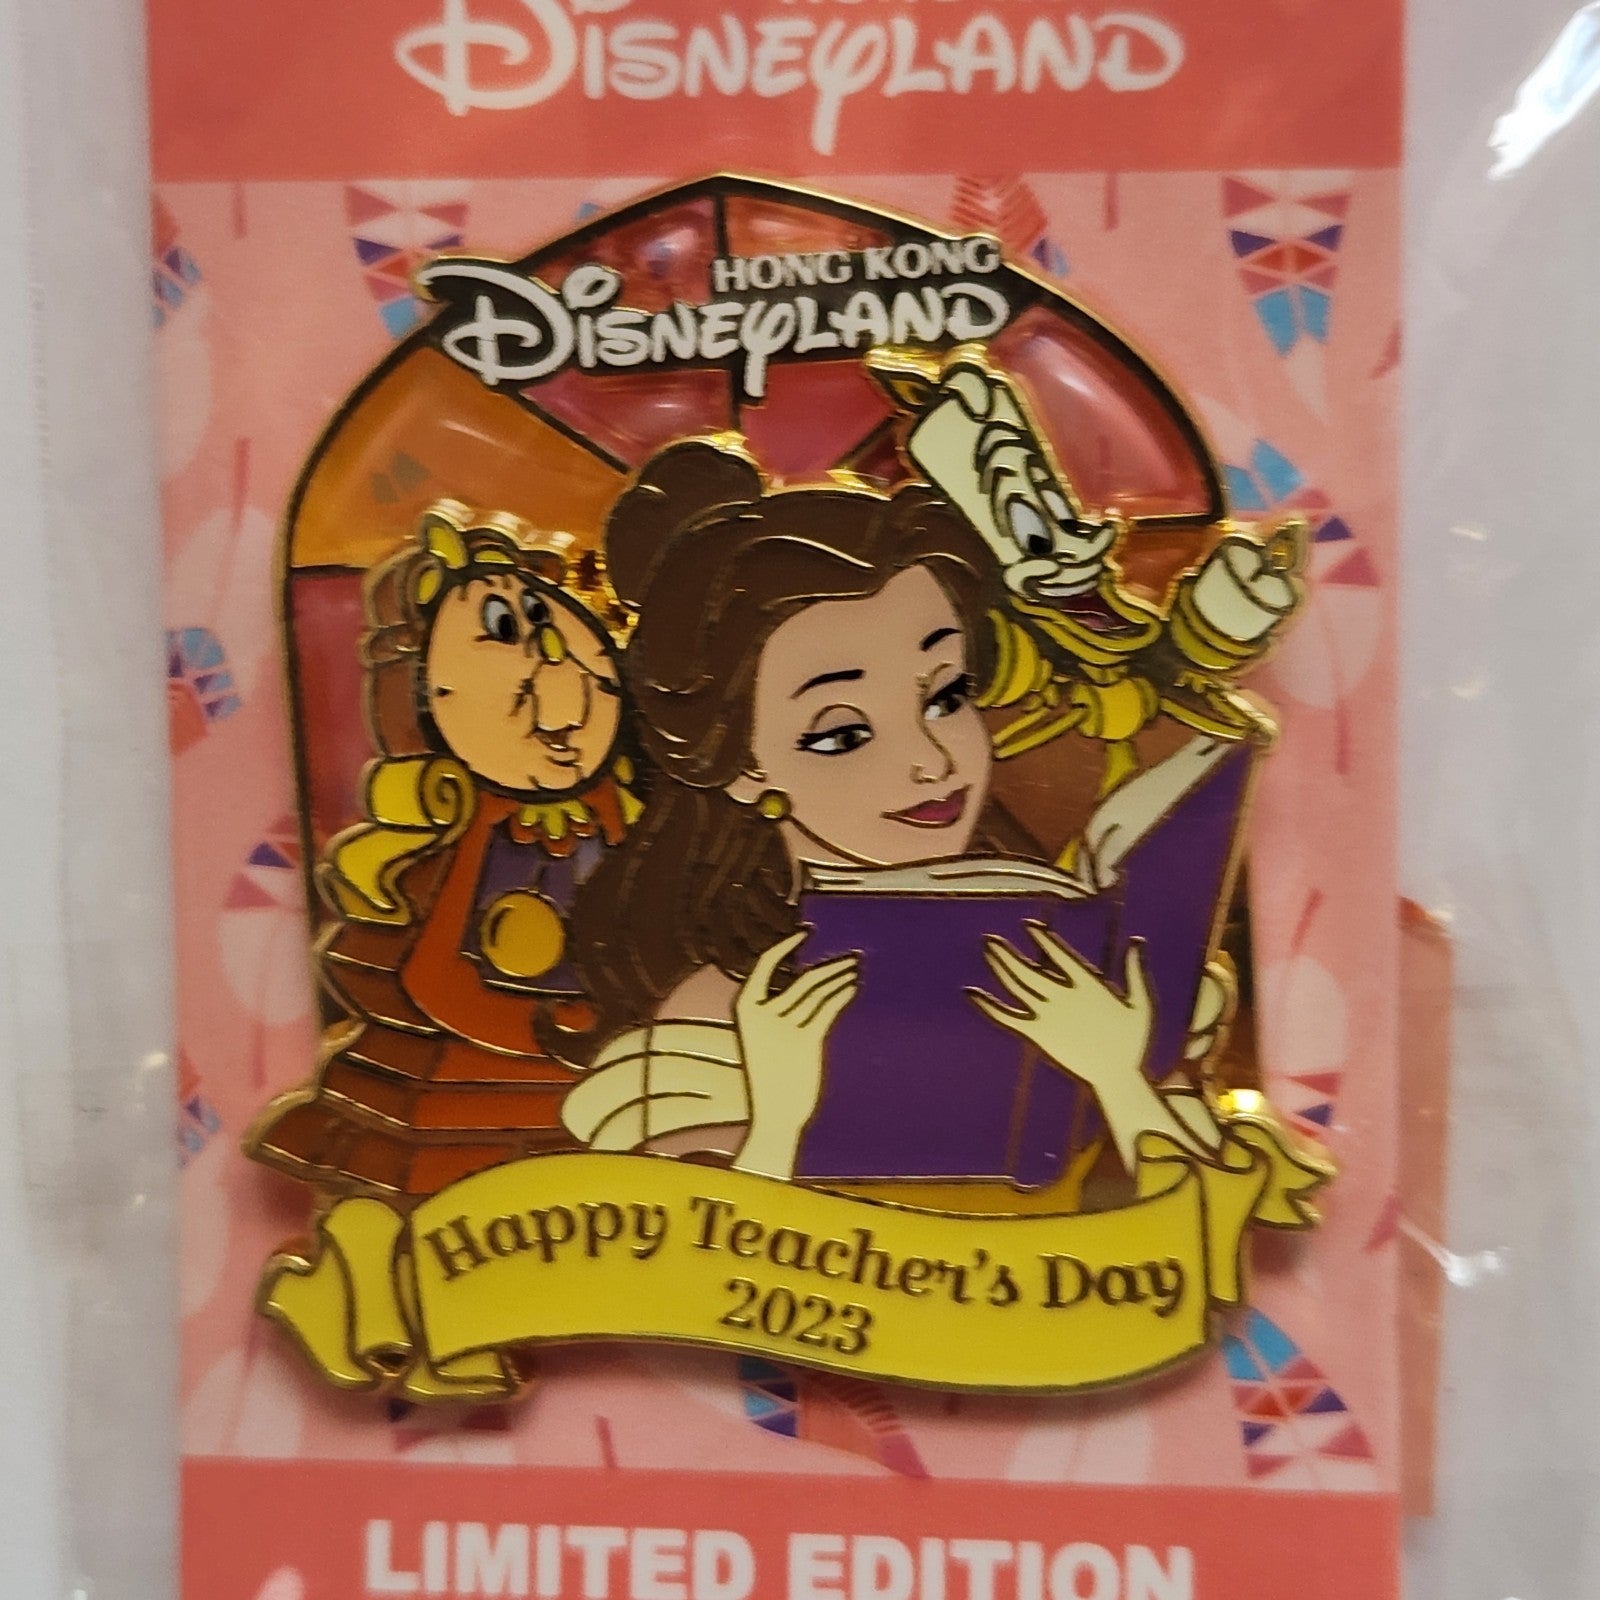 DISNEYLAND
HONG KONG
DISNEYLAND
Happy Teacher's Day
2023
LIMITED EDITION